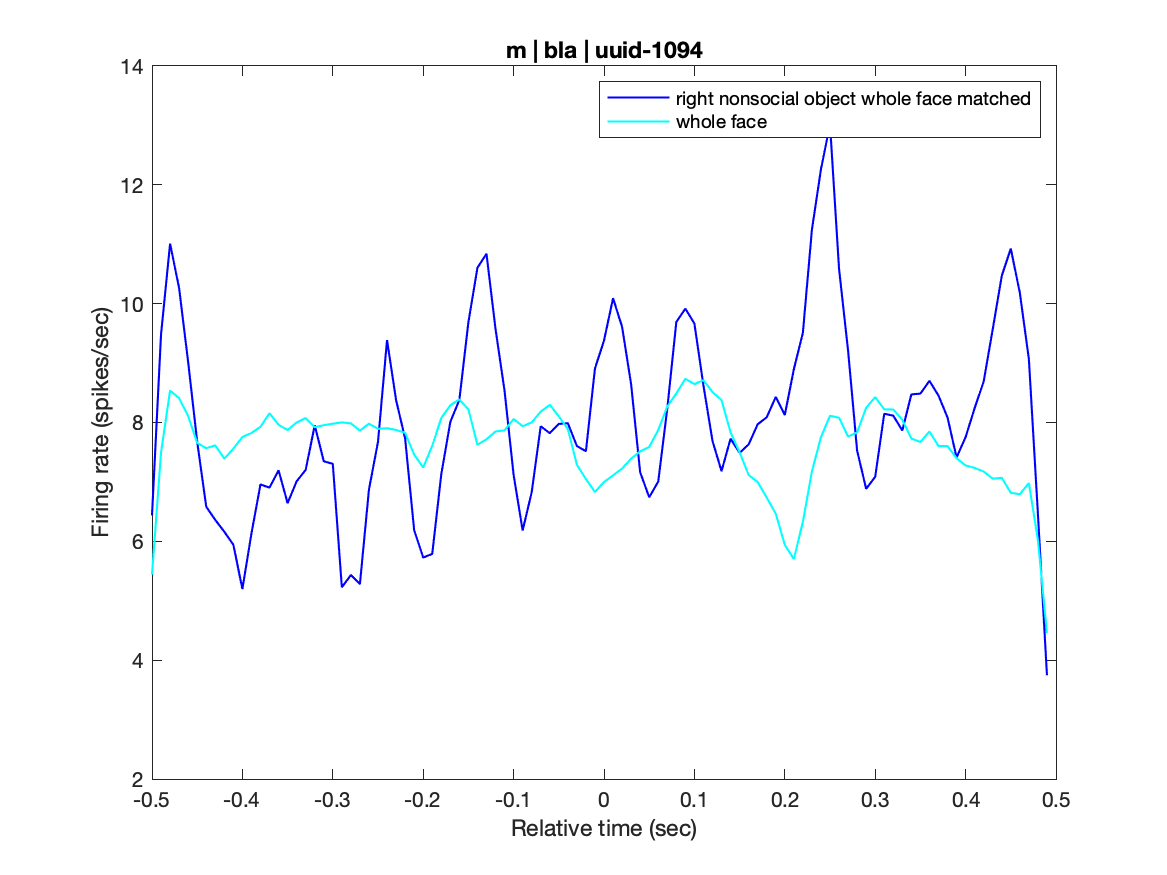 m | bla | uuid-1094
right nonsocial object whole face matched
whole face
Firing rate (spikes/sec)
14
12
10
8
6
4
2
-0.5 -0.4 -0.3 -0.2 -0.1 0 0.1 0.2 0.3 0.4 0.5
Relative time (sec)